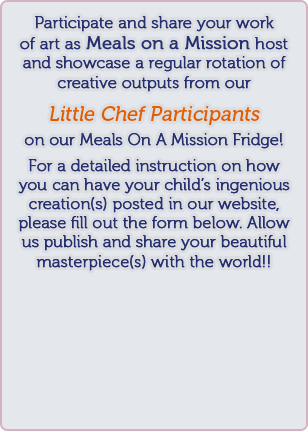 Participate and share your work
of art as Meals on a Mission host
and showcase a regular rotation of
creative outputs from our
Little Chef Participants
on our Meals On A Mission Fridge!
For a detailed instruction on how
you can have your child's ingenious
creation(s) posted in our website,
please fill out the form below. Allow
us publish and share your beautiful
masterpiece(s) with the world!!